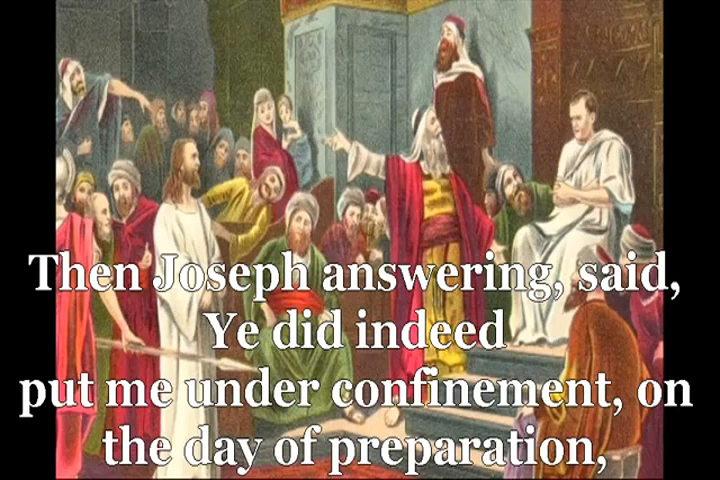 Then Joseph answering, said,
Ye did indeed
put me under confinement, on
the day of preparation,